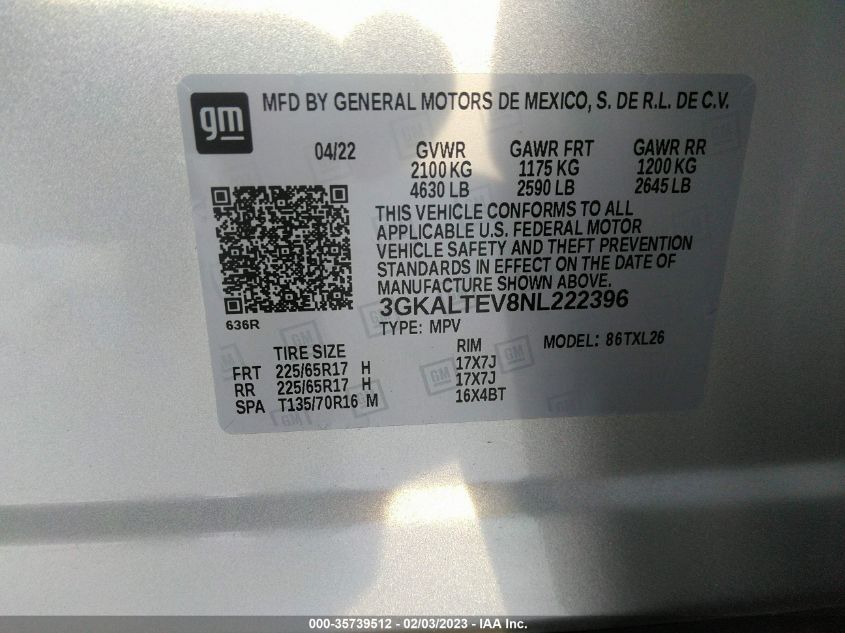 gm
MFD BY GENERAL MOTORS DE MEXICO, S. DE R.L. DE C.V.
04/22 GVWR GAWR FRT GAWR RR
2100 KG 1175 KG 1200 KG
4630 LB 2590 LB 2645 LB
THIS VEHICLE CONFORMS TO ALL
APPLICABLE U.S. FEDERAL MOTOR
VEHICLE SAFETY AND THEFT PREVENTION
STANDARDS IN EFFECT ON THE DATE OF
MANUFACTURE SHOWN ABOVE.
3GKALTEV8NL222396
636R
TYPE: MPV
MODEL: 86TXL26
TIRE SIZE RIM
FRT 225/65R17 H 17X7J
RR 225/65R17 H 17X7J
SPA T135/70R16 M 16X4BT
000-35739512 - 02/03/2023 - IAA Inc.